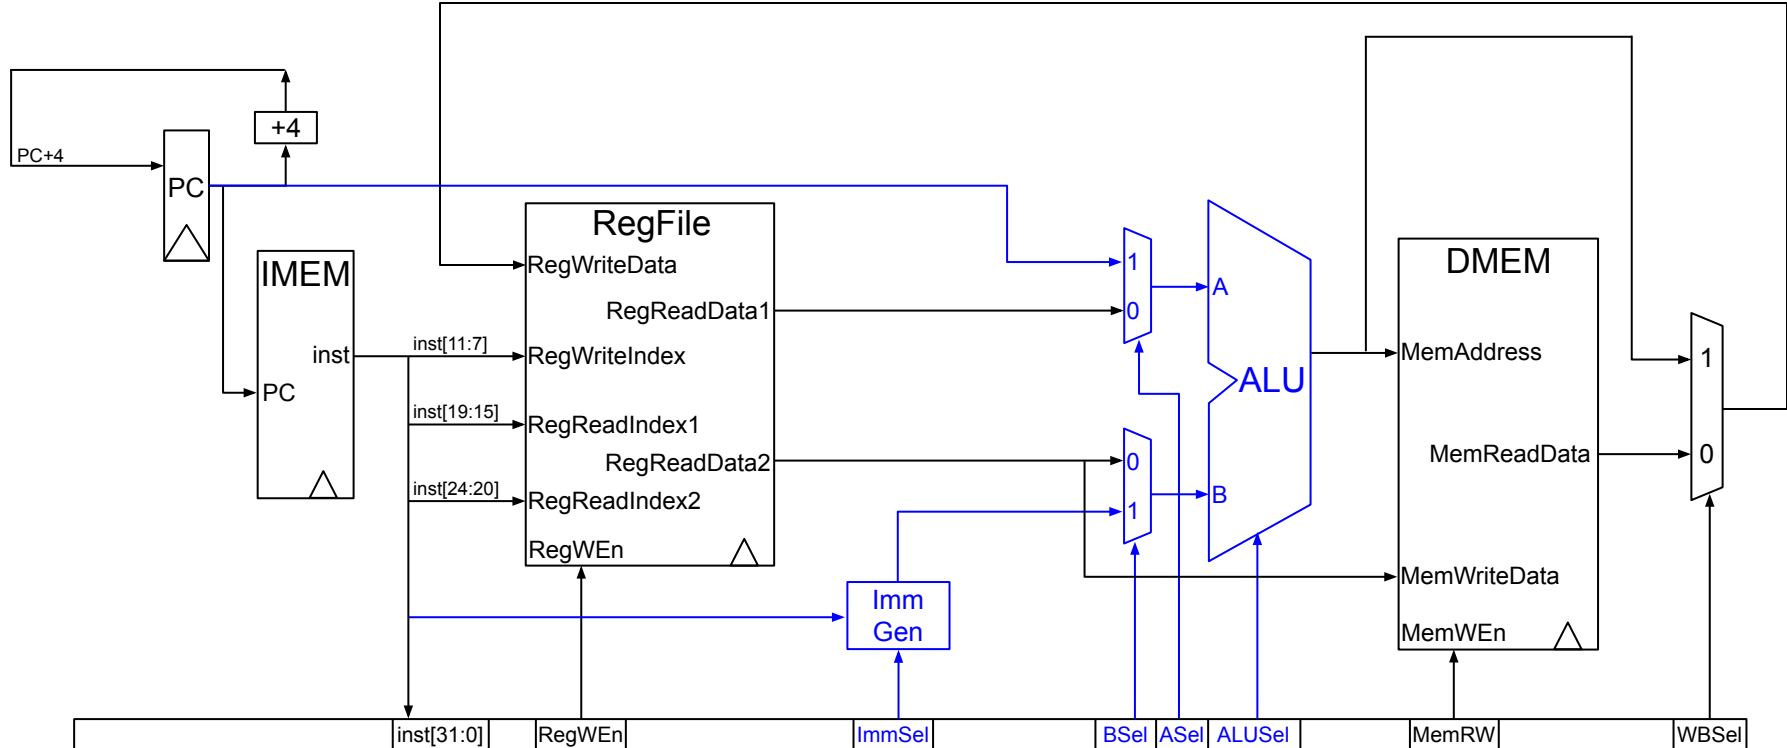 +4
PC+4
PC
RegFile
IMEM
DMEM
RegWriteData
1
A
RegReadData1
0
inst
inst[11:7]
RegWriteIndex
MemAddress
1
PC
ALU
inst[19:15]
RegReadIndex1
RegReadData2
0
MemReadData
0
inst[24:20]
RegReadIndex2
1
B
RegWEn
Imm
Gen
MemWriteData
MemWEn
inst[31:0]
RegWEn
ImmSel
BSel
ASel
ALUSel
MemRW
WBSel